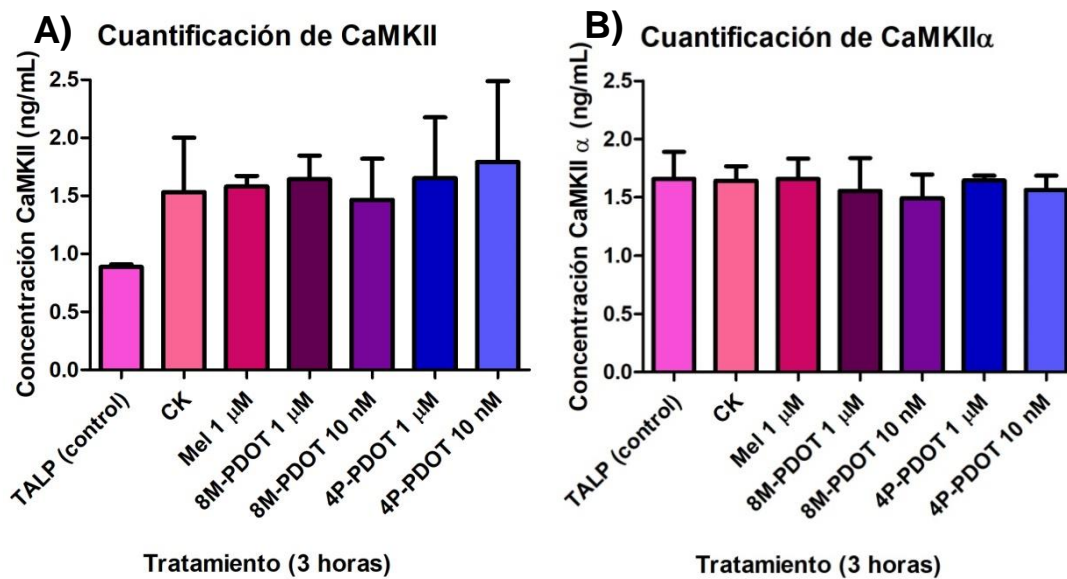 A) Cuantificación de CaMKII
Concentración CaMKII (ng/mL)
2.5
2.0
1.5
1.0
0.5
0.0
TALP (control)
CK
Mel 1 μM
8M-PDOT 1 μM
8M-PDOT 10 nM
4P-PDOT 1 μM
4P-PDOT 10 nM
Tratamiento (3 horas)
B) Cuantificación de CaMKIIα
Concentración CaMKII α (ng/mL)
2.5
2.0
1.5
1.0
0.5
0.0
TALP (control)
CK
Mel 1 μM
8M-PDOT 1 μM
8M-PDOT 10 nM
4P-PDOT 1 μM
4P-PDOT 10 nM
Tratamiento (3 horas)